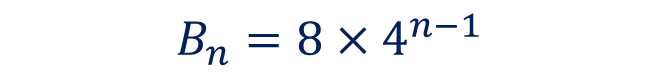 Bₙ = 8 × 4ⁿ⁻¹